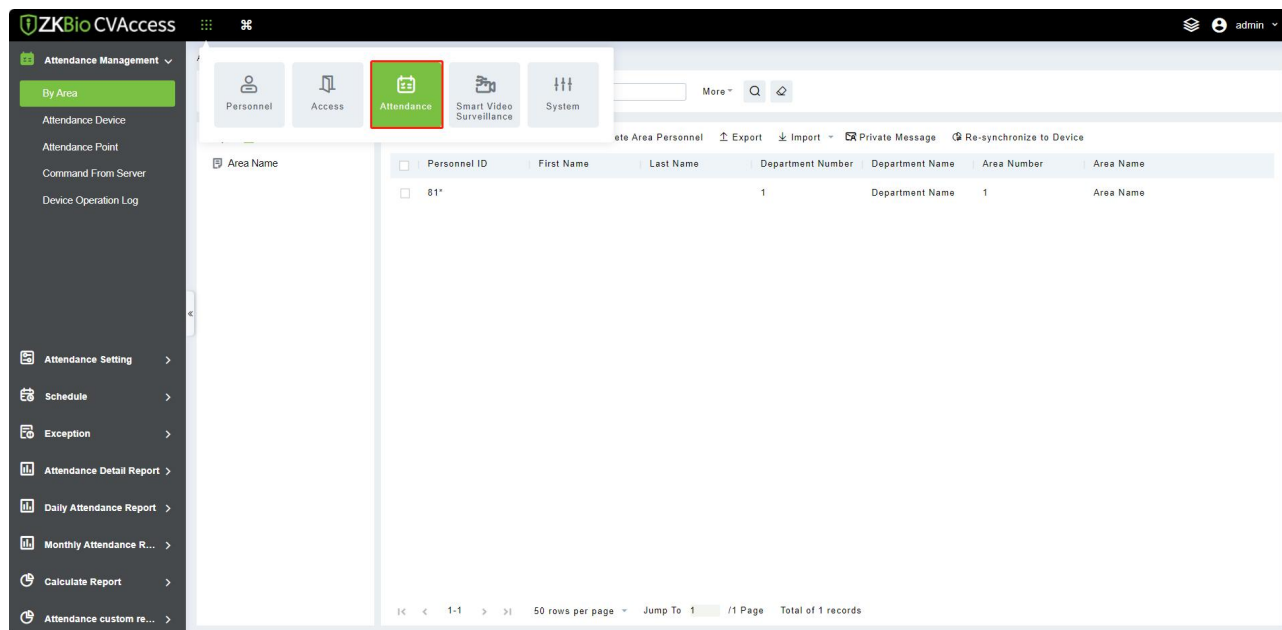 ZKBio CVAccess
admin
Attendance Management
By Area
Attendance Device
Attendance Point
Command From Server
Device Operation Log
Attendance Setting
Schedule
Exception
Attendance Detail Report
Daily Attendance Report
Monthly Attendance R...
Calculate Report
Attendance custom re...
Personnel
Access
Attendance
Smart Video
Surveillance
System
More
ete Area Personnel Export Import Private Message Re-synchronize to Device
Area Name
Personnel ID First Name Last Name Department Number Department Name Area Number Area Name
81* 1 Department Name 1 Area Name
1-1 50 rows per page Jump To 1 /1 Page Total of 1 records